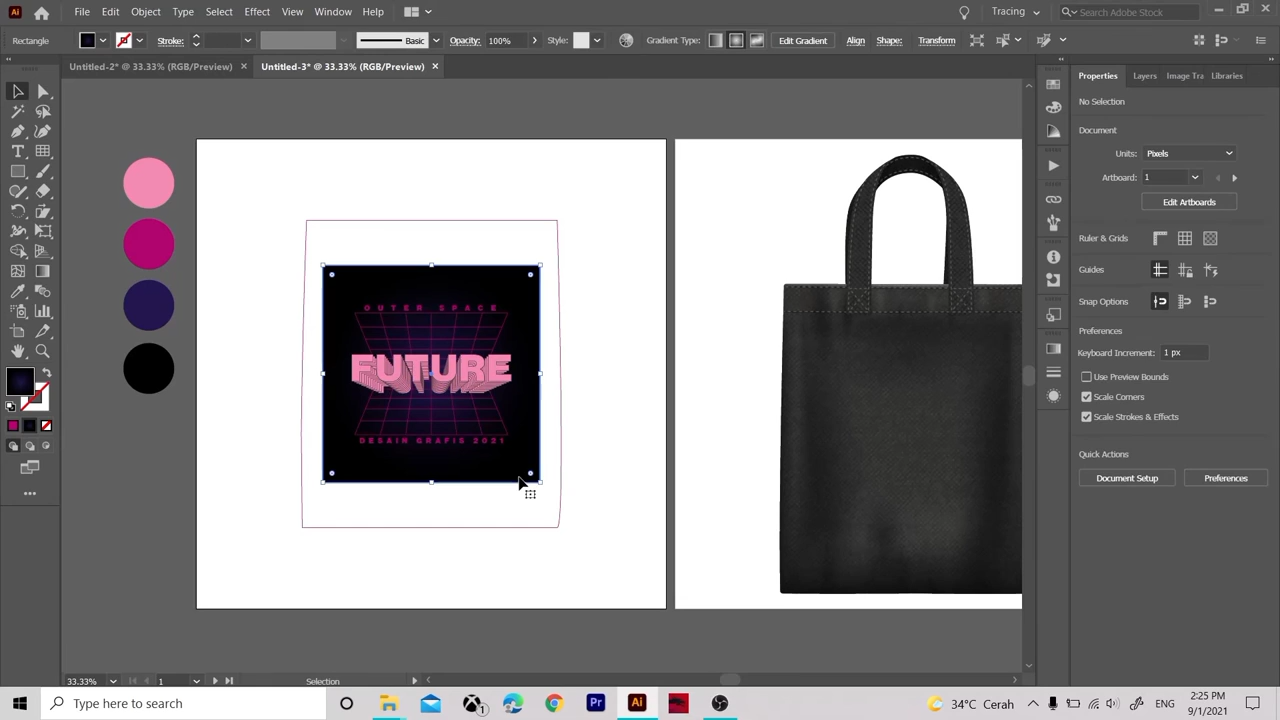 File Edit Object Type Select Effect View Window Help Tracing Search Adobe Stock
Rectangle Stroke: Basic Opacity: 100% Style: Gradient Type: Edit Gradient Align Shape: Transform
Untitled-2* @ 33.33% (RGB/Preview) × Untitled-3* @ 33.33% (RGB/Preview) ×
Properties Layers Image Tra Libraries
No Selection
Document
Units: Pixels
Artboard: 1
Edit Artboards
Ruler & Grids
Guides
Snap Options
Preferences
Keyboard Increment: 1 px
Use Preview Bounds
Scale Corners
Scale Strokes & Effects
Quick Actions
Document Setup Preferences
OUTER SPACE
FUTURE
DESAIN GRAFIS 2021
33.33% 1 Selection
Type here to search
34°C Cerah ENG
2:25 PM
9/1/2021